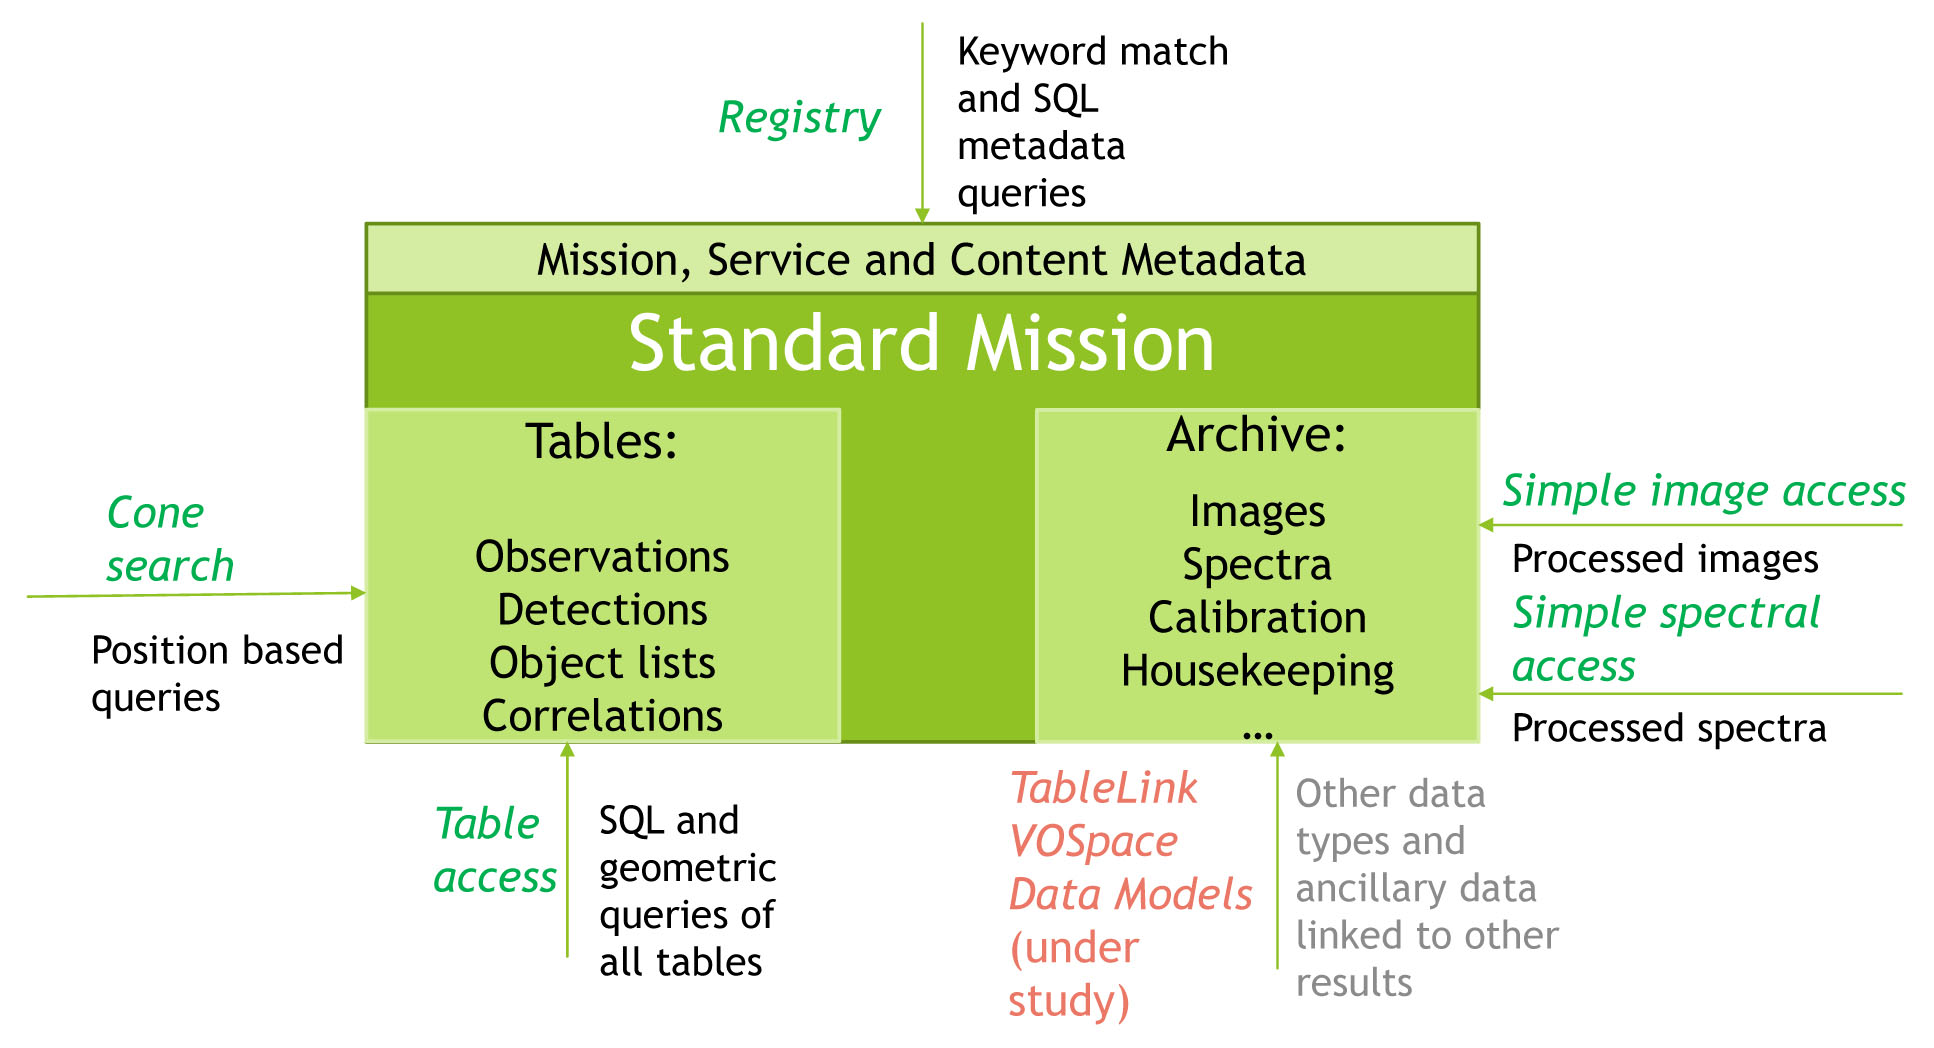 Registry
Keyword match
and SQL
metadata
queries
Mission, Service and Content Metadata
Standard Mission
Tables:
Observations
Detections
Object lists
Correlations
Archive:
Images
Spectra
Calibration
Housekeeping
...
Cone
search
Position based
queries
Simple image access
Processed images
Simple spectral
access
Processed spectra
Table
access
SQL and
geometric
queries of
all tables
TableLink
VOSpace
Data Models
(under
study)
Other data
types and
ancillary data
linked to other
results